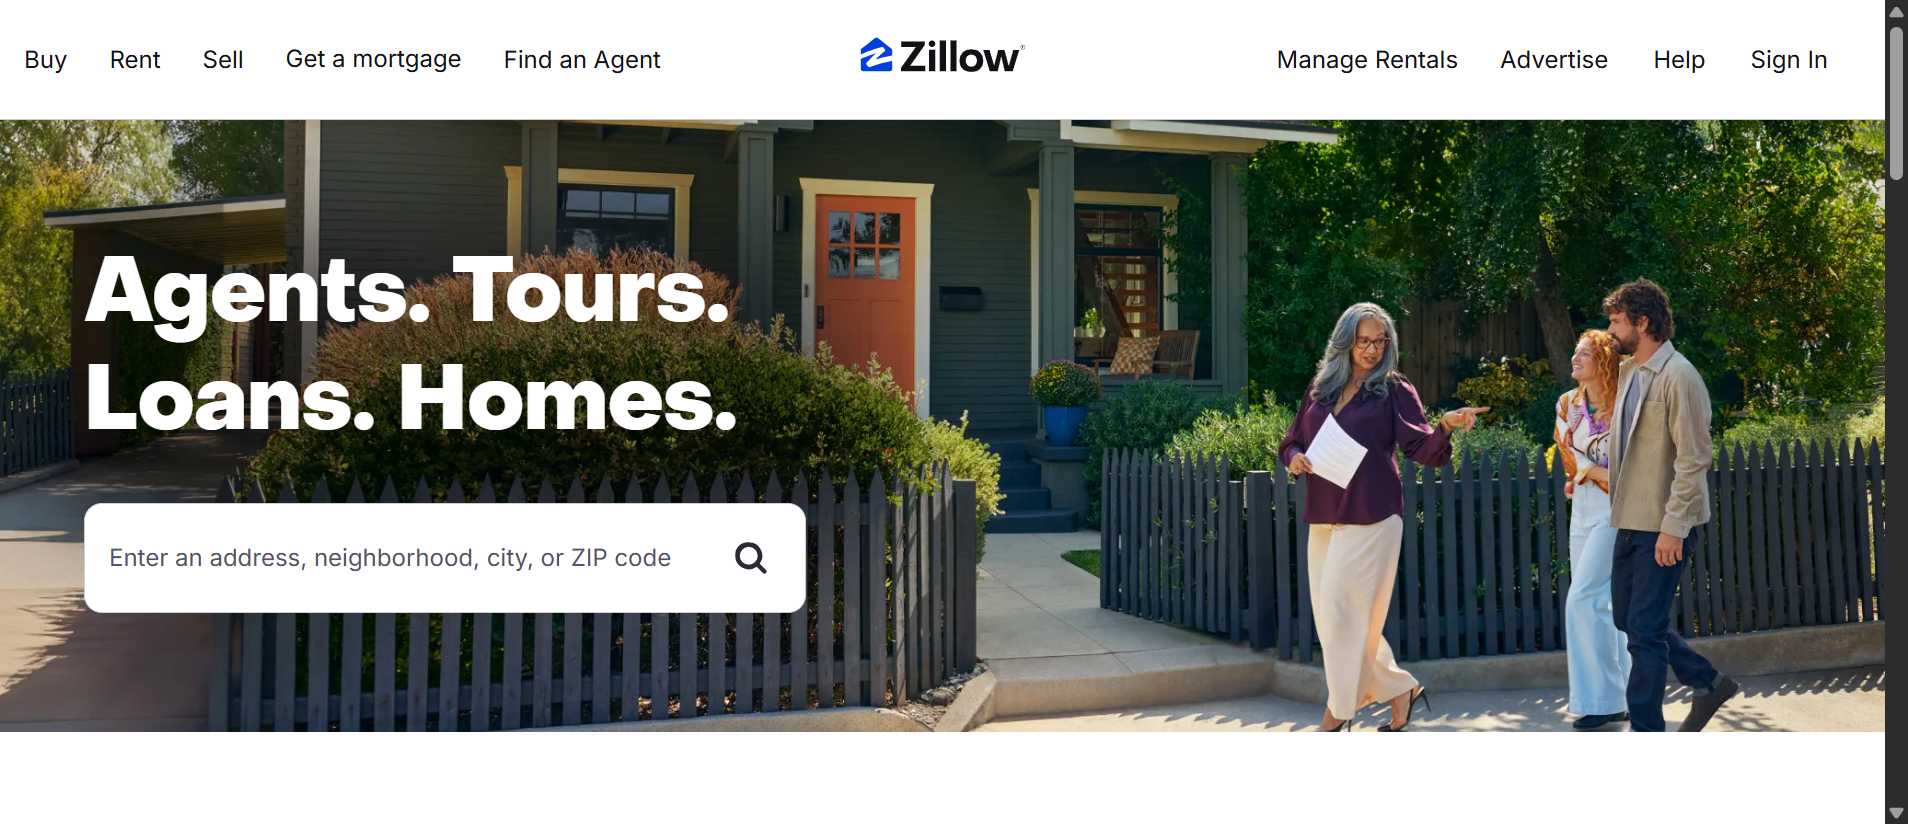 Buy Rent Sell Get a mortgage Find an Agent Zillow® Manage Rentals Advertise Help Sign In
Agents. Tours.
Loans. Homes.
Enter an address, neighborhood, city, or ZIP code